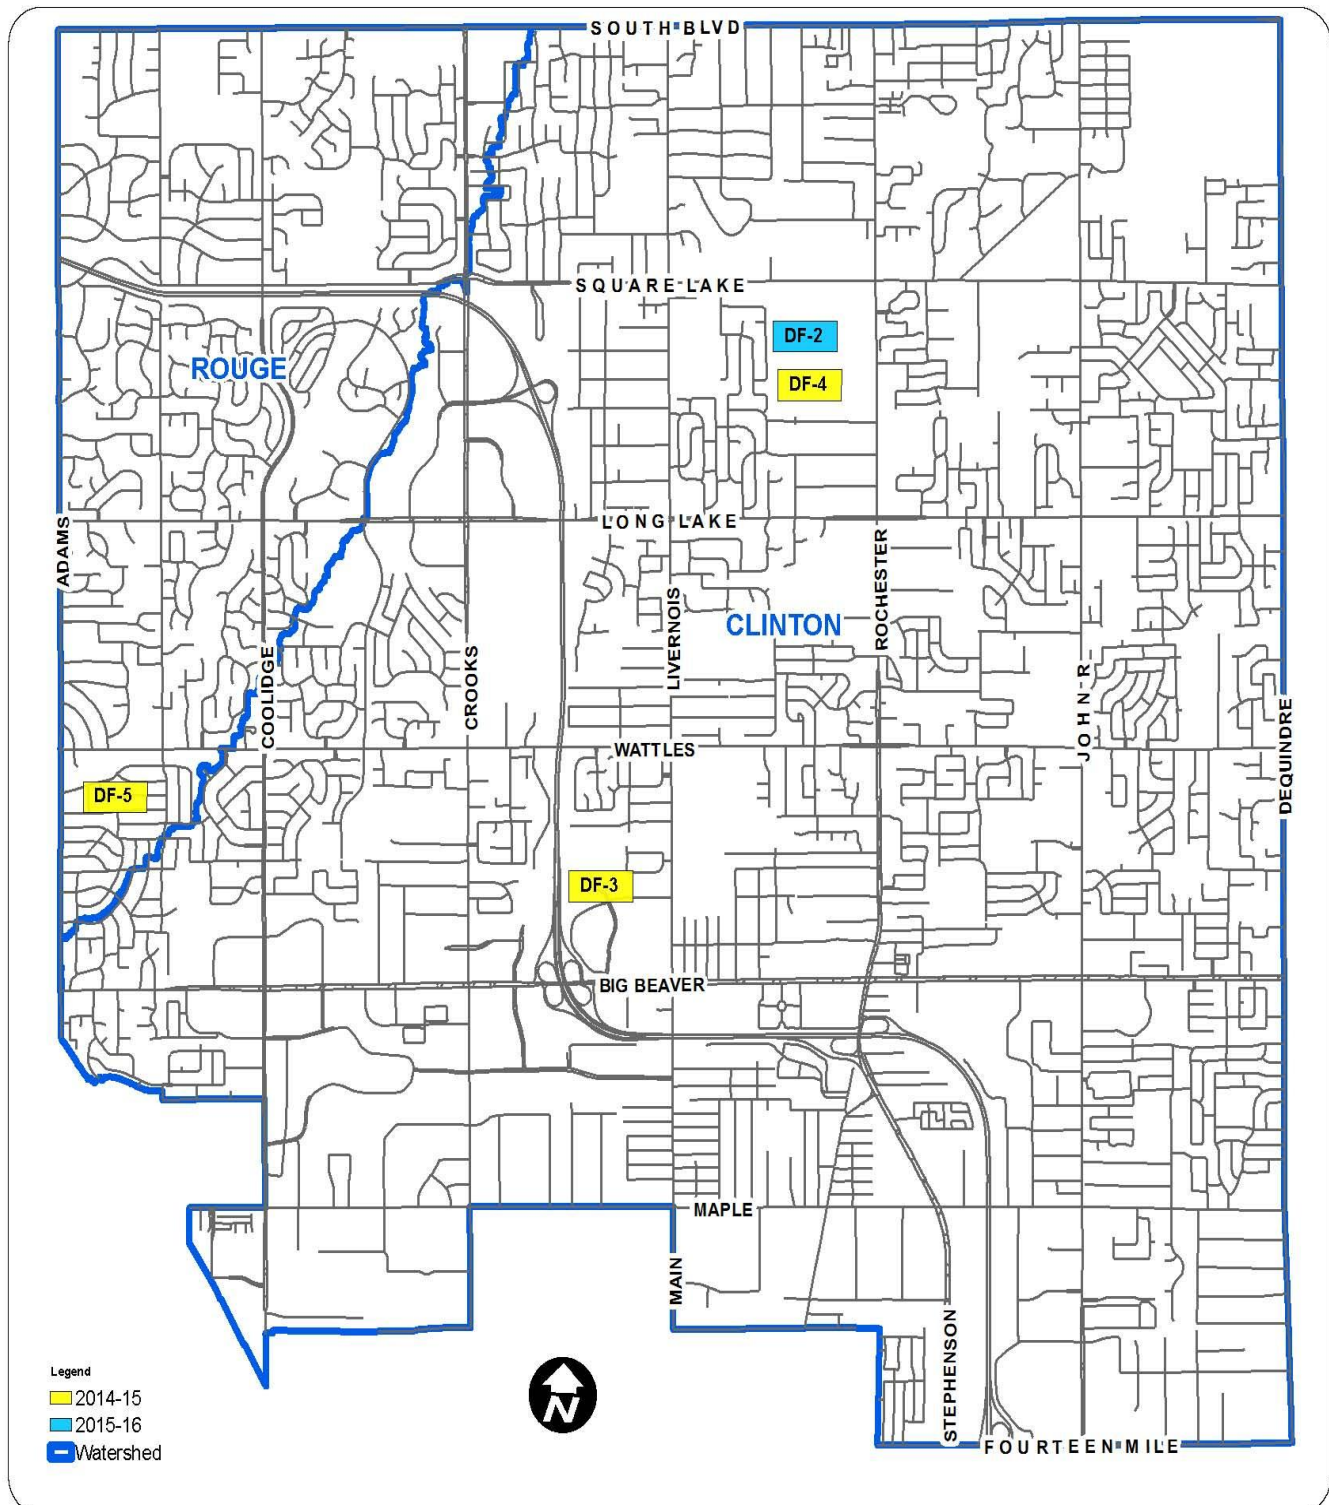 SOUTH BLVD
SQUARE LAKE
DF-2
ROUGE
DF-4
LONG LAKE
ADAMS
ROCHESTER
LIVERNOIS
CLINTON
COOLIDGE
CROOKS
JOHN R
WATTLES
DEQUINDRE
DF-5
DF-3
BIG BEAVER
MAPLE
MAIN
STEPHENSON
Legend
2014-15
2015-16
Watershed
N
FOURTEEN MILE